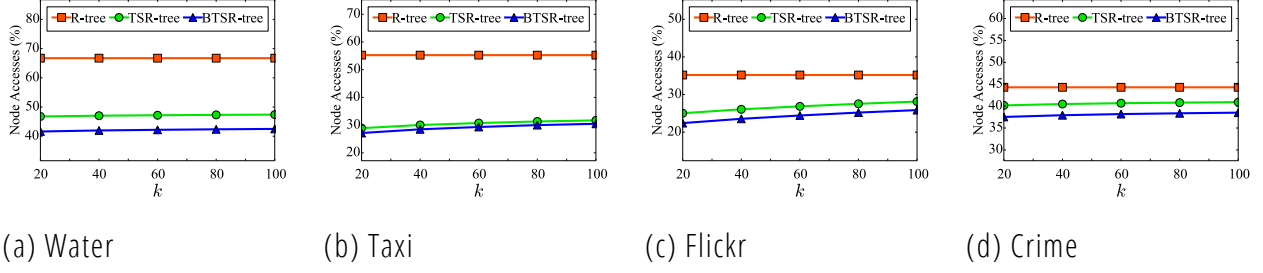 R-tree TSR-tree BTSR-tree
Node Accesses (%)
80
70
60
50
40
20 40 60 80 100
k
(a) Water
R-tree TSR-tree BTSR-tree
Node Accesses (%)
70
60
50
40
30
20
20 40 60 80 100
k
(b) Taxi
R-tree TSR-tree BTSR-tree
Node Accesses (%)
50
40
30
20
20 40 60 80 100
k
(c) Flickr
R-tree TSR-tree BTSR-tree
Node Accesses (%)
60
55
50
45
40
35
30
20 40 60 80 100
k
(d) Crime